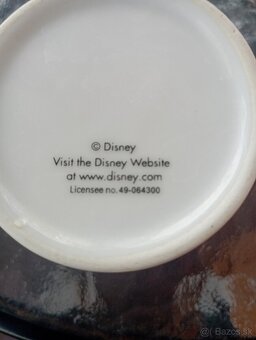 © Disney
Visit the Disney Website
at www.disney.com
Licensee no. 49-064300
Bazos.sk